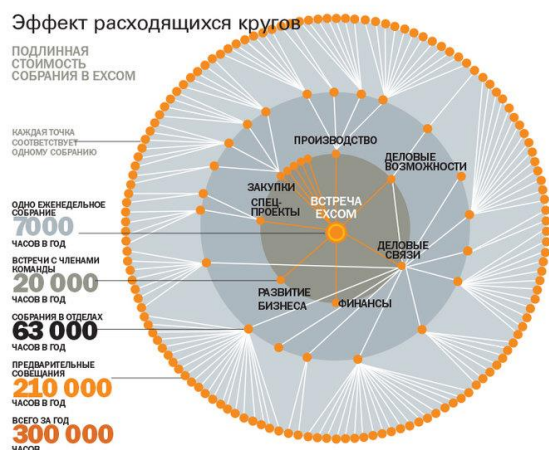 Эффект расходящихся кругов
ПОДЛИННАЯ
СТОИМОСТЬ
СОБРАНИЯ В EXCOM
КАЖДАЯ ТОЧКА
СООТВЕТСТВУЕТ
ОДНОМУ СОБРАНИЮ
ОДНО ЕЖЕНЕДЕЛЬНОЕ
СОБРАНИЕ
7000
ЧАСОВ В ГОД
ВСТРЕЧИ С ЧЛЕНАМИ
КОМАНДЫ
20 000
ЧАСОВ В ГОД
СОБРАНИЯ В ОТДЕЛАХ
63 000
ЧАСОВ В ГОД
ПРЕДВАРИТЕЛЬНЫЕ
СОВЕЩАНИЯ
210 000
ЧАСОВ В ГОД
ВСЕГО ЗА ГОД
300 000
ЧАСОВ
ПРОИЗВОДСТВО
ДЕЛОВЫЕ
ВОЗМОЖНОСТИ
ЗАКУПКИ
СПЕЦ-
ПРОЕКТЫ
ВСТРЕЧА
EXCOM
ДЕЛОВЫЕ
СВЯЗИ
РАЗВИТИЕ
БИЗНЕСА
ФИНАНСЫ